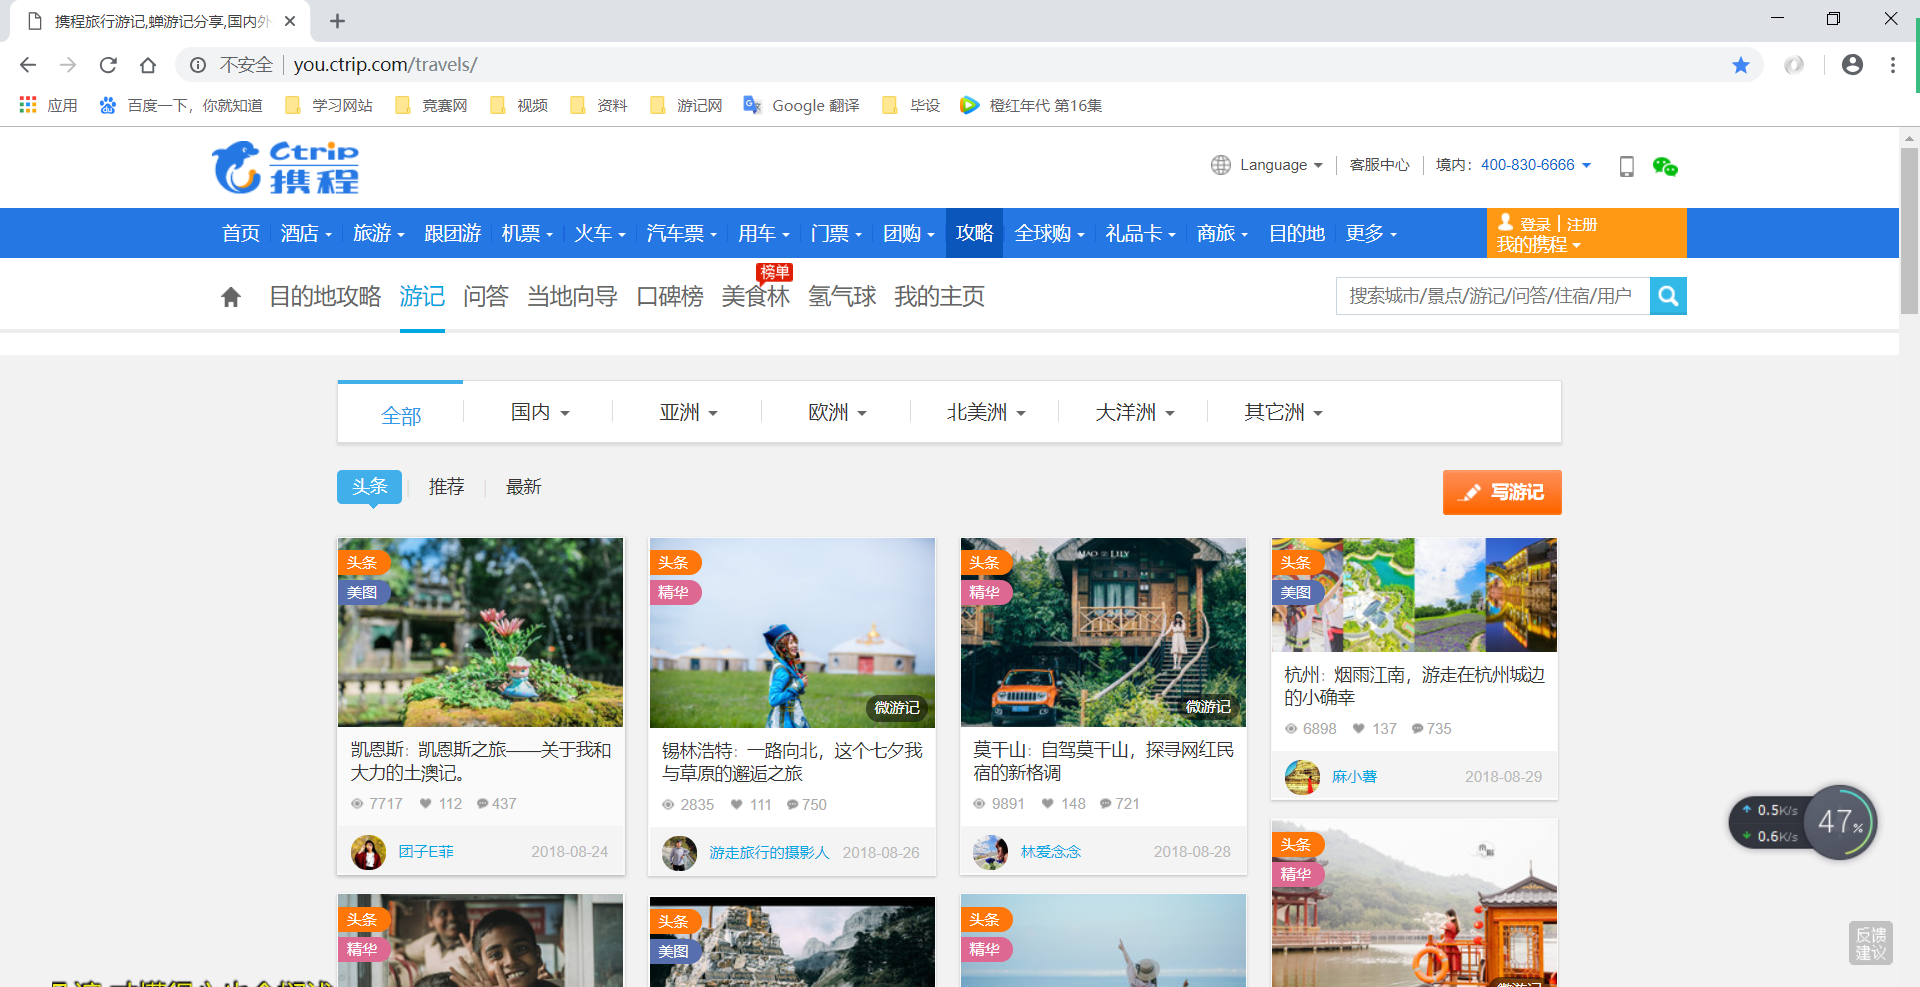 携程旅行游记,蝉游记分享,国内外
不安全 you.ctrip.com/travels/
应用 百度一下，你就知道 学习网站 竞赛网 视频 资料 游记网 Google 翻译 毕设 橙红年代 第16集
Ctrip
携程
Language 客服中心 境内：400-830-6666
首页 酒店 旅游 跟团游 机票 火车 汽车票 用车 门票 团购 攻略 全球购 礼品卡 商旅 目的地 更多
登录 | 注册
我的携程
榜单
目的地攻略 游记 问答 当地向导 口碑榜 美食林 氢气球 我的主页
搜索城市/景点/游记/问答/住宿/用户
全部 国内 亚洲 欧洲 北美洲 大洋洲 其它洲
头条 推荐 最新
写游记
头条
美图
凯恩斯：凯恩斯之旅——关于我和
大力的土澳记。
7717 112 437
团子E菲 2018-08-24
头条
精华
微游记
锡林浩特：一路向北，这个七夕我
与草原的邂逅之旅
2835 111 750
游走旅行的摄影人 2018-08-26
MAO LILY
头条
精华
微游记
莫干山：自驾莫干山，探寻网红民
宿的新格调
9891 148 721
林爱念念 2018-08-28
头条
美图
杭州：烟雨江南，游走在杭州城边
的小确幸
6898 137 735
麻小薯 2018-08-29
头条
精华
头条
美图
头条
精华
头条
精华
微游记
0.5K/s
0.6K/s
47%
反馈
建议